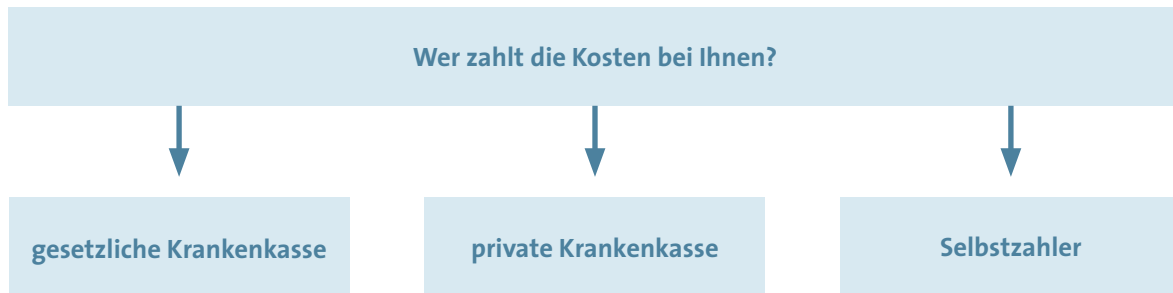 Wer zahlt die Kosten bei Ihnen?
gesetzliche Krankenkasse
private Krankenkasse
Selbstzahler